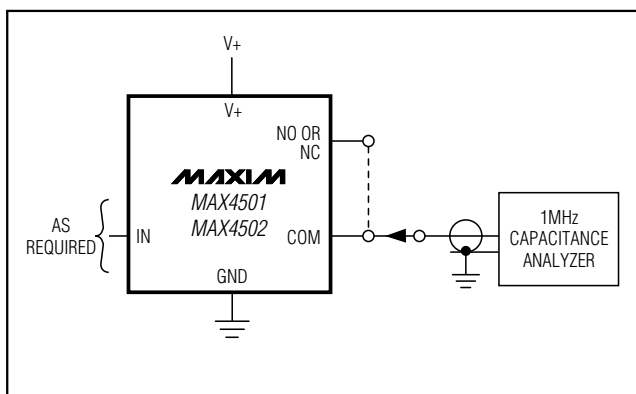 V+
V+
NO OR
NC
MAXIM
MAX4501
MAX4502
AS
REQUIRED
IN
COM
GND
1MHz
CAPACITANCE
ANALYZER